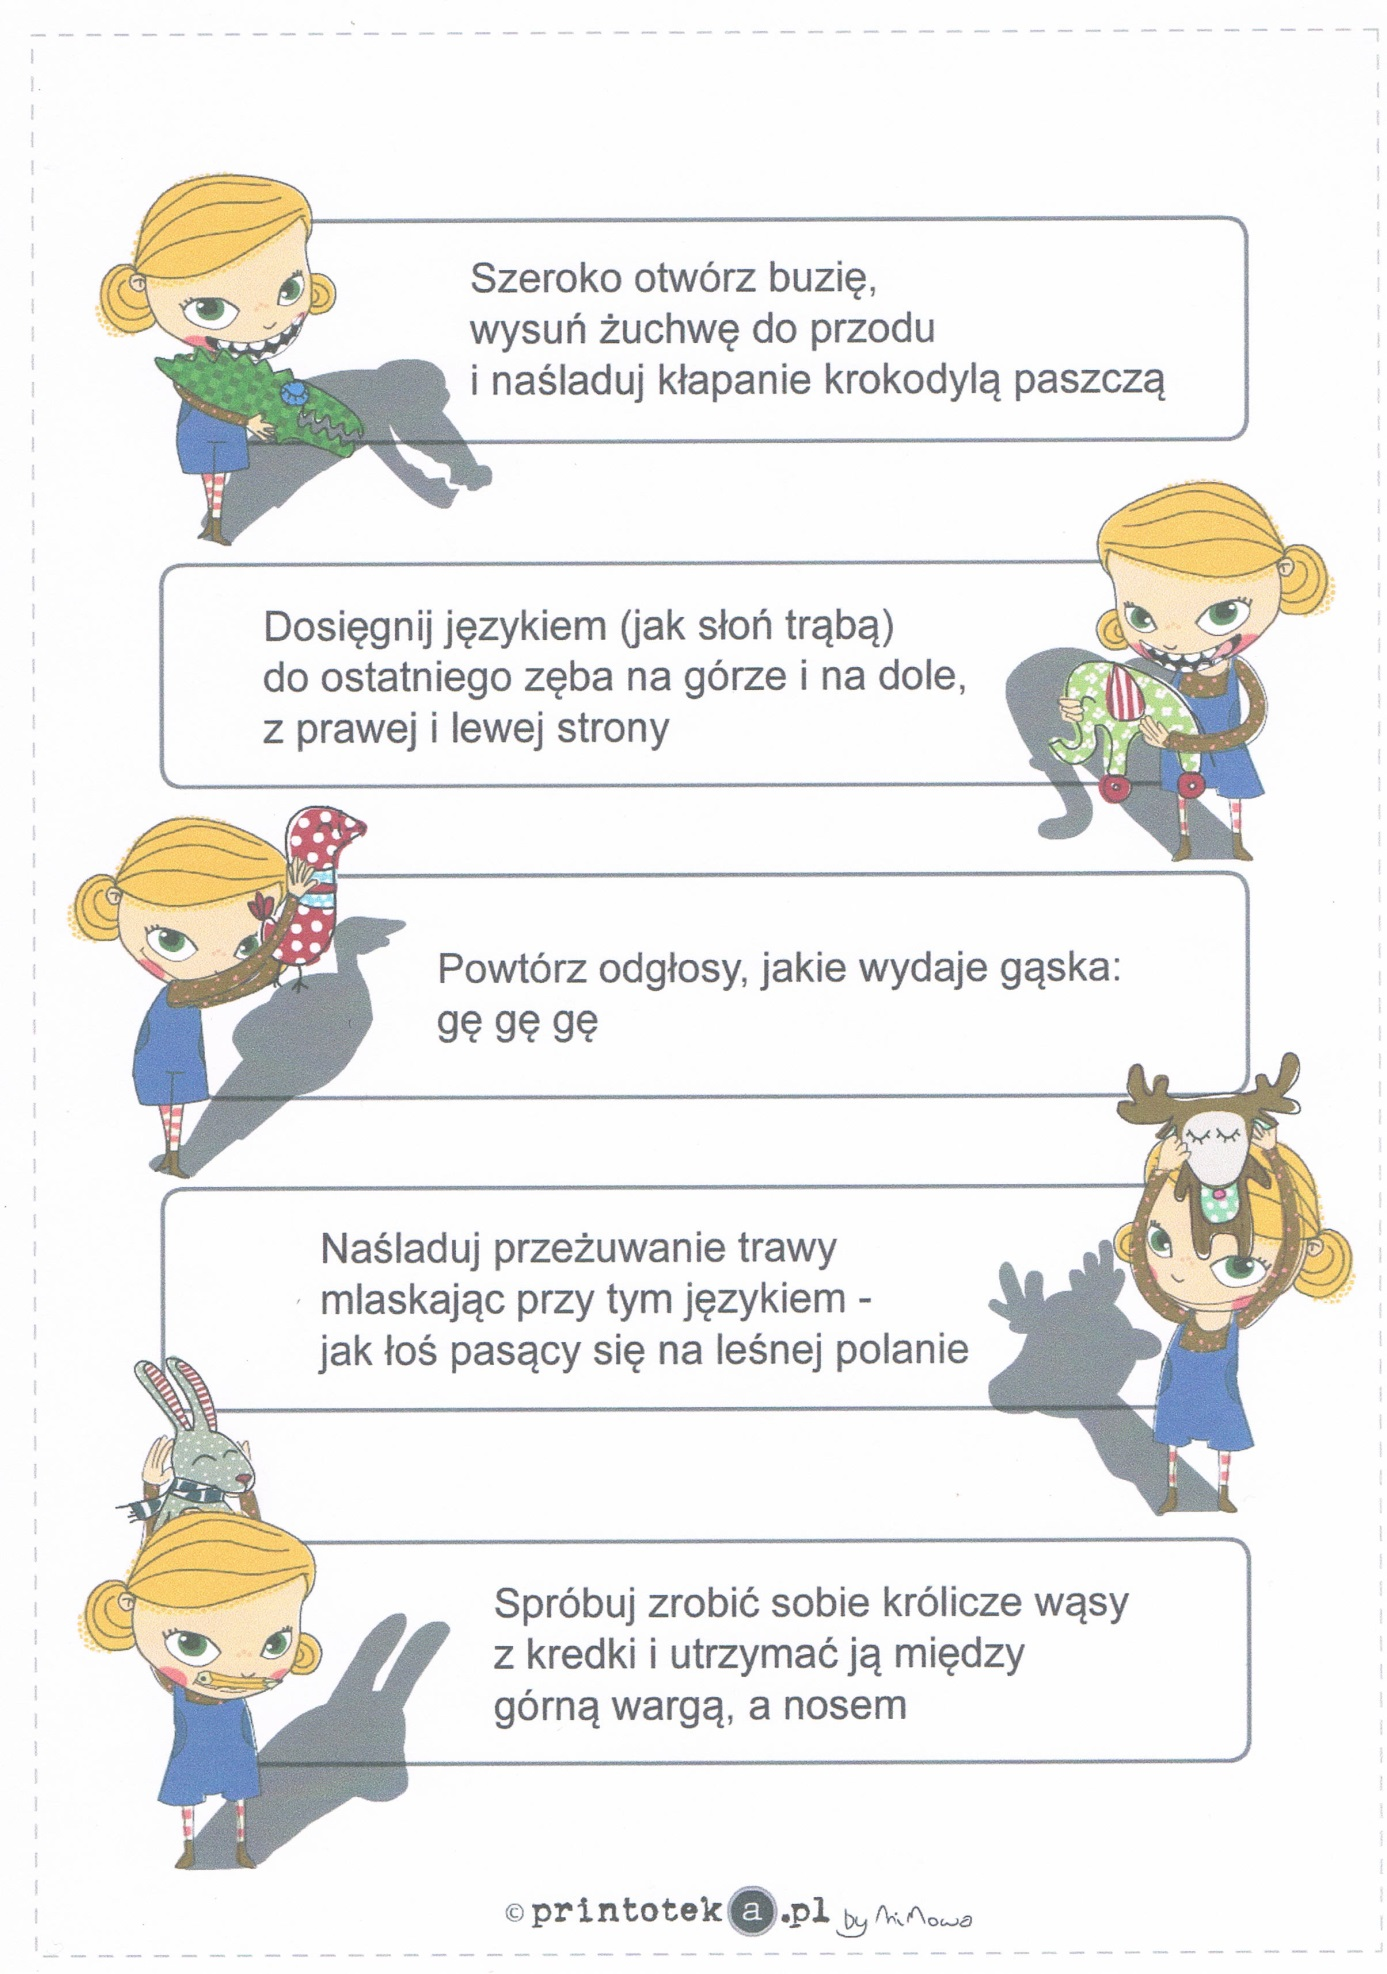 Szeroko otwórz buzię,
wysuń żuchwę do przodu
i naśladuj kłapanie krokodylą paszczą
Dosięgnij językiem (jak słoń trąbą)
do ostatniego zęba na górze i na dole,
z prawej i lewej strony
Powtórz odgłosy, jakie wydaje gąska:
gę gę gę
Naśladuj przeżuwanie trawy
mlaskając przy tym językiem -
jak łoś pasący się na leśnej polanie
Spróbuj zrobić sobie królicze wąsy
z kredki i utrzymać ją między
górną wargą, a nosem
© printoteka.pl by MiMowa